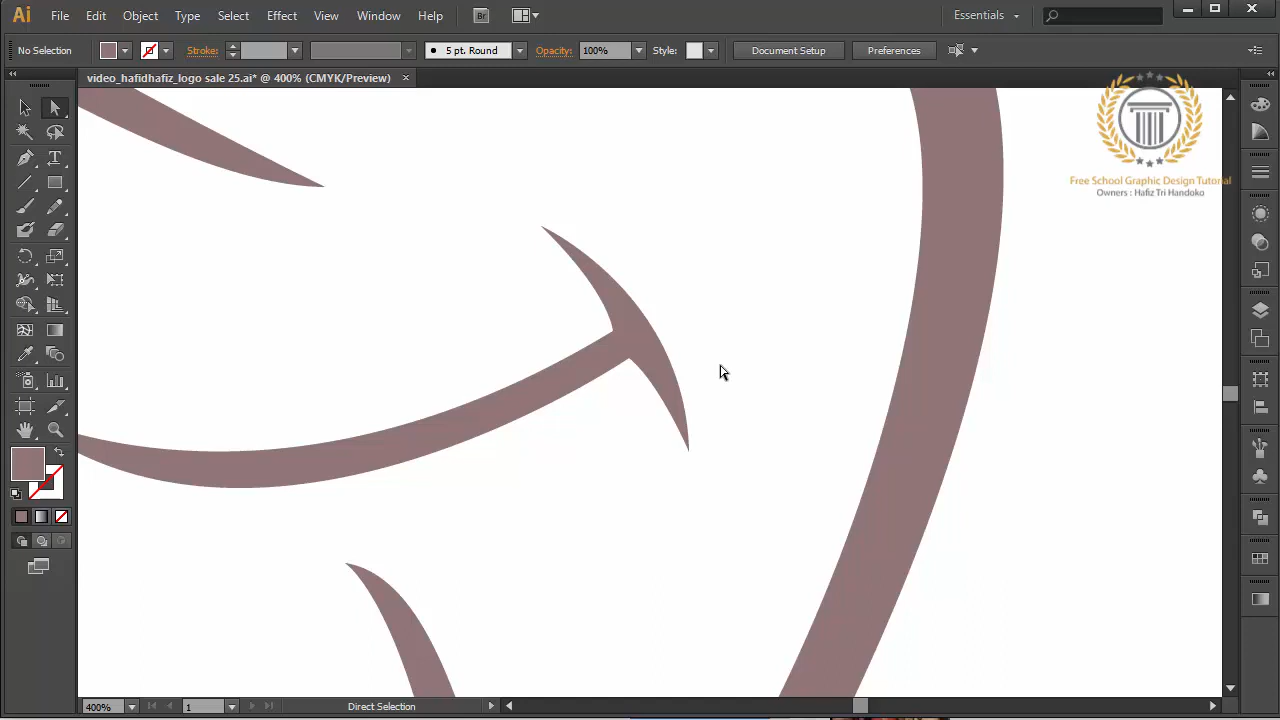 Ai File Edit Object Type Select Effect View Window Help Br Essentials
No Selection Stroke: 5 pt. Round Opacity: 100% Style: Document Setup Preferences
video_hafidhafiz_logo sale 25.ai* @ 400% (CMYK/Preview)
Free School Graphic Design Tutorial
Owners : Hafiz Tri Handoko
400% 1 Direct Selection